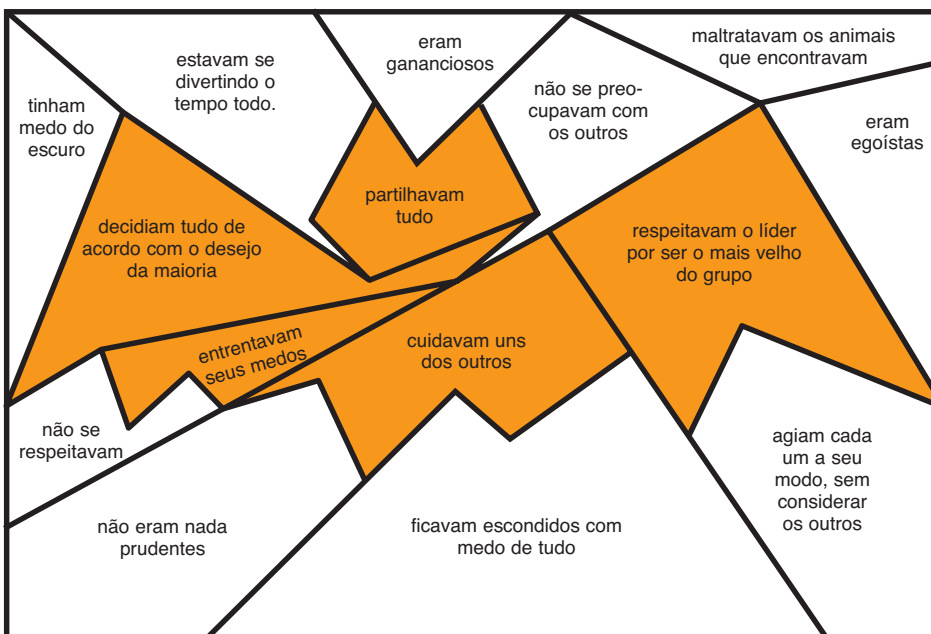 eram
gananciosos
maltratavam os animais
que encontravam
estavam se
divertindo o
tempo todo.
não se preo-
cupavam com
os outros
tinham
medo do
escuro
eram
egoístas
partilhavam
tudo
decidiam tudo de
acordo com o desejo
da maioria
respeitavam o líder
por ser o mais velho
do grupo
entrentavam
seus medos
cuidavam uns
dos outros
não se
respeitavam
agiam cada
um a seu
modo, sem
considerar
os outros
não eram nada
prudentes
ficavam escondidos com
medo de tudo